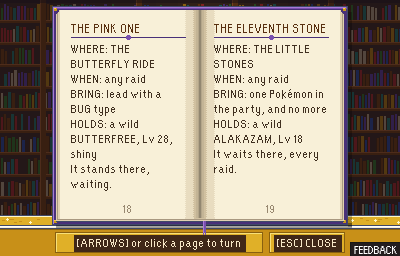 THE PINK ONE
WHERE: THE
BUTTERFLY RIDE
WHEN: any raid
BRING: lead with a
BUG type
HOLDS: a wild
BUTTERFREE, Lv 28,
shiny
It stands there,
waiting.
18
THE ELEVENTH STONE
WHERE: THE LITTLE
STONES
WHEN: any raid
BRING: one Pokémon in
the party, and no more
HOLDS: a wild
ALAKAZAM, Lv 18
It waits there, every
raid.
19
[ARROWS] or click a page to turn
[ESC] CLOSE
FEEDBACK